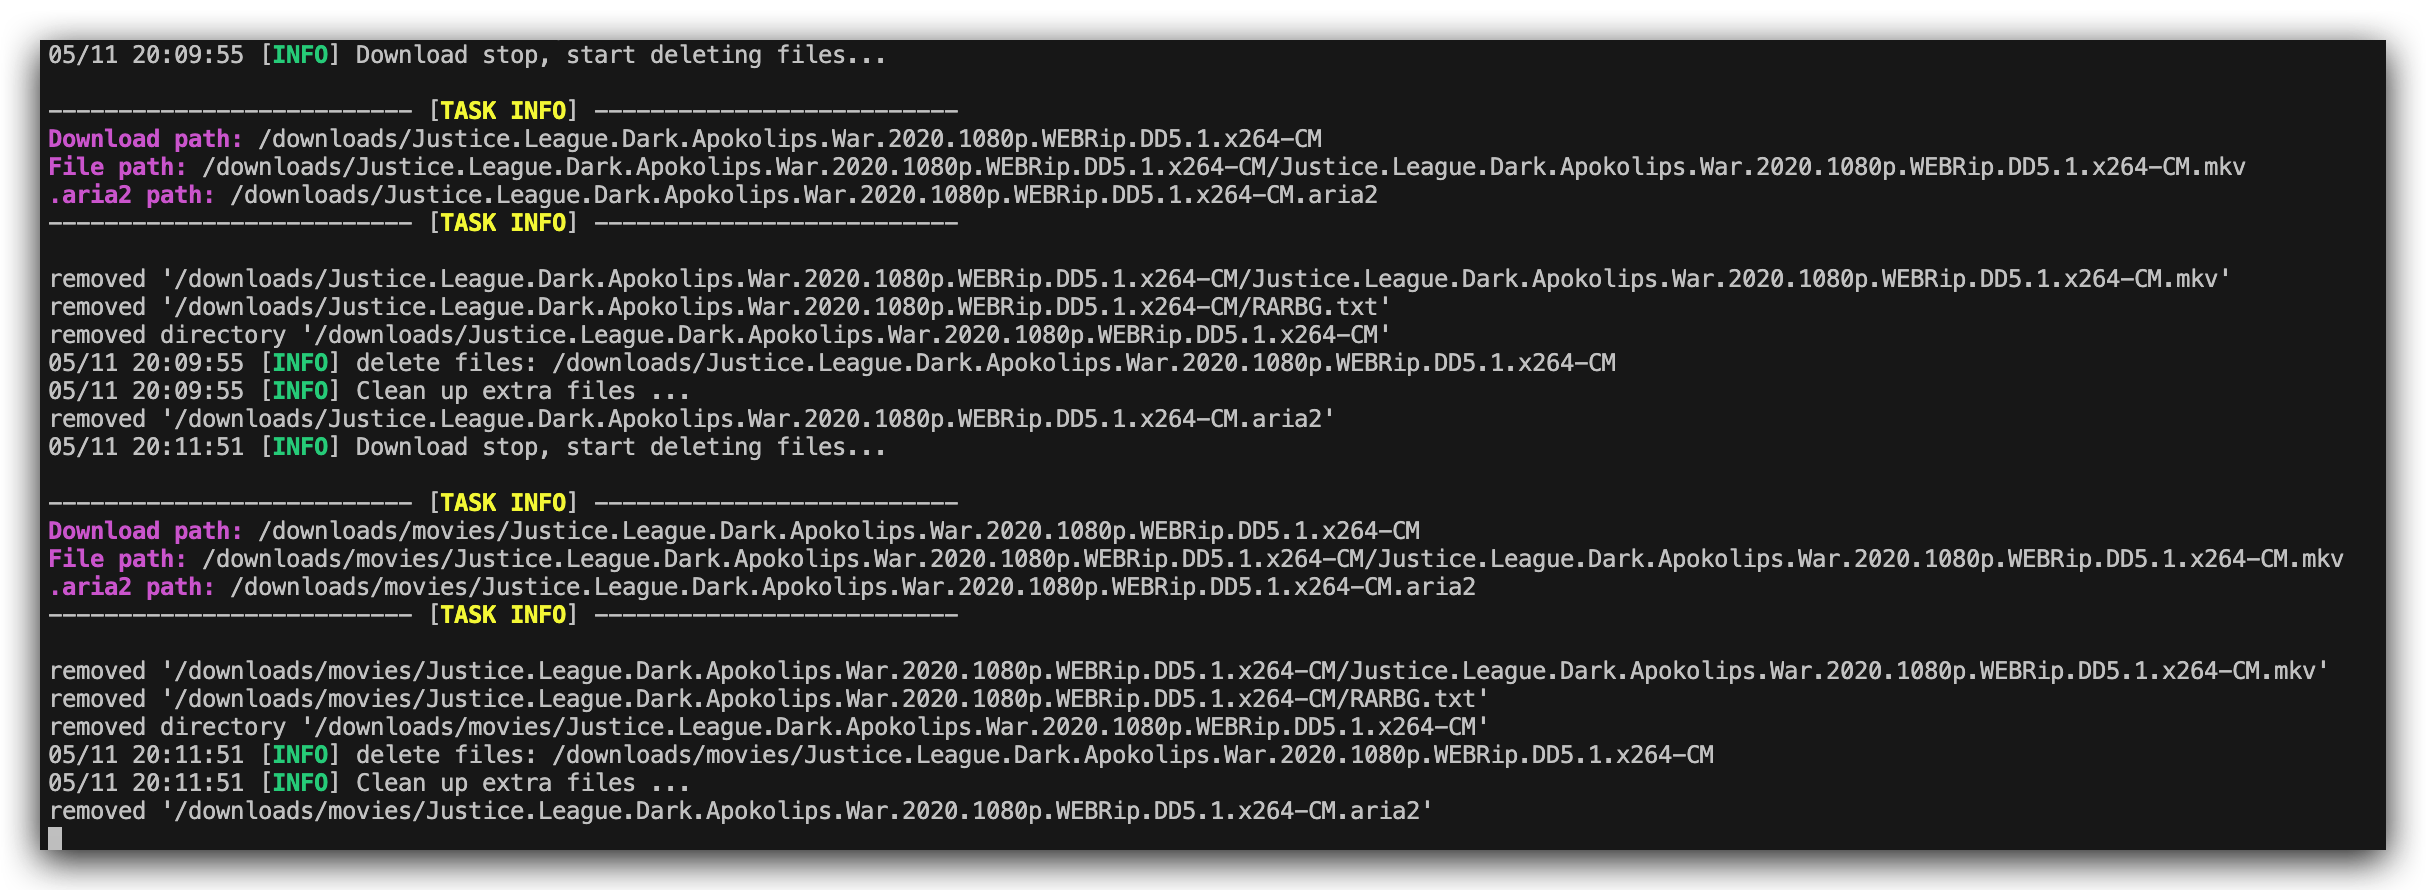 05/11 20:09:55 [INFO] Download stop, start deleting files...
-------------------------- [TASK INFO] --------------------------
Download path: /downloads/Justice.League.Dark.Apokolips.War.2020.1080p.WEBRip.DD5.1.x264-CM
File path: /downloads/Justice.League.Dark.Apokolips.War.2020.1080p.WEBRip.DD5.1.x264-CM/Justice.League.Dark.Apokolips.War.2020.1080p.WEBRip.DD5.1.x264-CM.mkv
.aria2 path: /downloads/Justice.League.Dark.Apokolips.War.2020.1080p.WEBRip.DD5.1.x264-CM.aria2
-------------------------- [TASK INFO] --------------------------
removed '/downloads/Justice.League.Dark.Apokolips.War.2020.1080p.WEBRip.DD5.1.x264-CM/Justice.League.Dark.Apokolips.War.2020.1080p.WEBRip.DD5.1.x264-CM.mkv'
removed '/downloads/Justice.League.Dark.Apokolips.War.2020.1080p.WEBRip.DD5.1.x264-CM/RARBG.txt'
removed directory '/downloads/Justice.League.Dark.Apokolips.War.2020.1080p.WEBRip.DD5.1.x264-CM'
05/11 20:09:55 [INFO] delete files: /downloads/Justice.League.Dark.Apokolips.War.2020.1080p.WEBRip.DD5.1.x264-CM
05/11 20:09:55 [INFO] Clean up extra files ...
removed '/downloads/Justice.League.Dark.Apokolips.War.2020.1080p.WEBRip.DD5.1.x264-CM.aria2'
05/11 20:11:51 [INFO] Download stop, start deleting files...
-------------------------- [TASK INFO] --------------------------
Download path: /downloads/movies/Justice.League.Dark.Apokolips.War.2020.1080p.WEBRip.DD5.1.x264-CM
File path: /downloads/movies/Justice.League.Dark.Apokolips.War.2020.1080p.WEBRip.DD5.1.x264-CM/Justice.League.Dark.Apokolips.War.2020.1080p.WEBRip.DD5.1.x264-CM.mkv
.aria2 path: /downloads/movies/Justice.League.Dark.Apokolips.War.2020.1080p.WEBRip.DD5.1.x264-CM.aria2
-------------------------- [TASK INFO] --------------------------
removed '/downloads/movies/Justice.League.Dark.Apokolips.War.2020.1080p.WEBRip.DD5.1.x264-CM/Justice.League.Dark.Apokolips.War.2020.1080p.WEBRip.DD5.1.x264-CM.mkv'
removed '/downloads/movies/Justice.League.Dark.Apokolips.War.2020.1080p.WEBRip.DD5.1.x264-CM/RARBG.txt'
removed directory '/downloads/movies/Justice.League.Dark.Apokolips.War.2020.1080p.WEBRip.DD5.1.x264-CM'
05/11 20:11:51 [INFO] delete files: /downloads/movies/Justice.League.Dark.Apokolips.War.2020.1080p.WEBRip.DD5.1.x264-CM
05/11 20:11:51 [INFO] Clean up extra files ...
removed '/downloads/movies/Justice.League.Dark.Apokolips.War.2020.1080p.WEBRip.DD5.1.x264-CM.aria2'